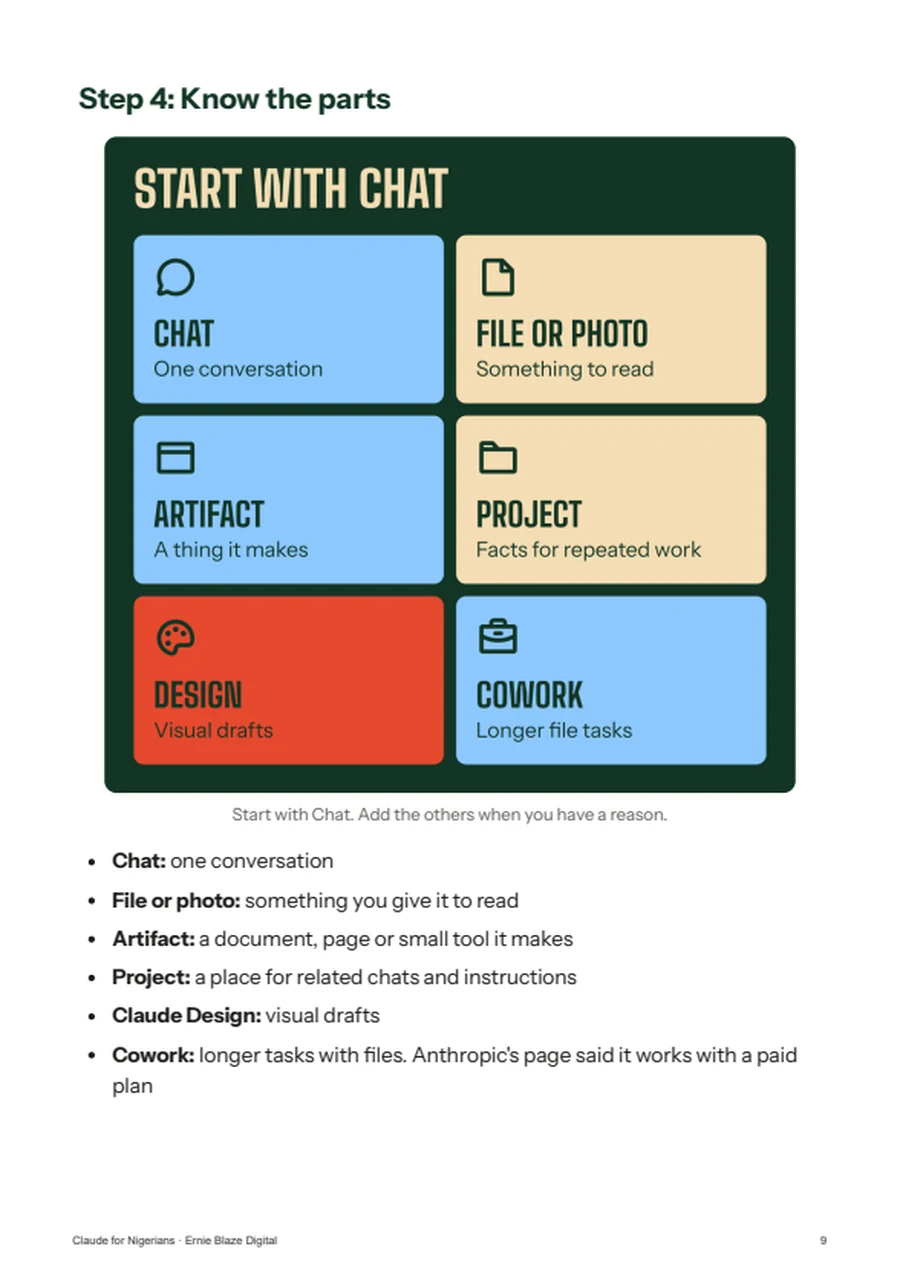 Step 4: Know the parts
START WITH CHAT
CHAT
One conversation
FILE OR PHOTO
Something to read
ARTIFACT
A thing it makes
PROJECT
Facts for repeated work
DESIGN
Visual drafts
COWORK
Longer file tasks
Start with Chat. Add the others when you have a reason.
• Chat: one conversation
• File or photo: something you give it to read
• Artifact: a document, page or small tool it makes
• Project: a place for related chats and instructions
• Claude Design: visual drafts
• Cowork: longer tasks with files. Anthropic's page said it works with a paid
plan
Claude for Nigerians · Ernie Blaze Digital
9